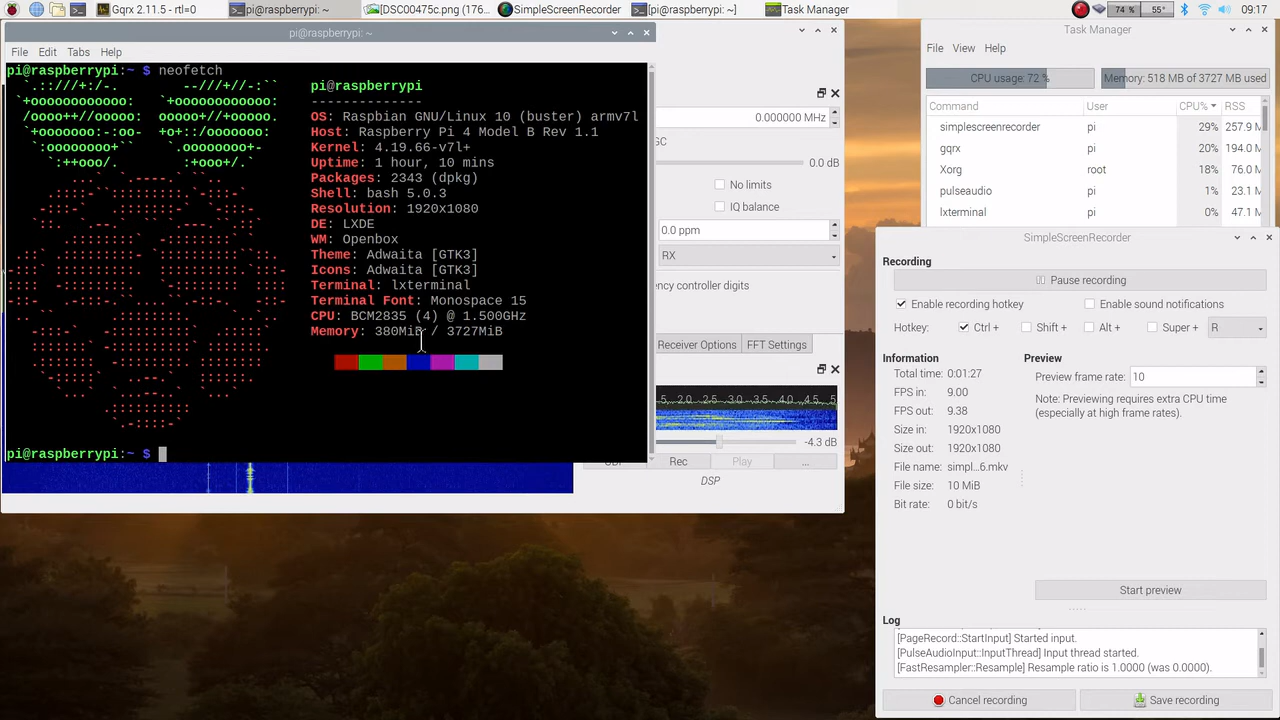 Gqrx 2.11.5 - rtl = 0
pi@raspberrypi: ~
[DSC00475c.png (176...
SimpleScreenRecorder
[pi@raspberrypi: ~]
Task Manager
74 %
55°
09:17
pi@raspberrypi: ~
File Edit Tabs Help
pi@raspberrypi:~ $ neofetch
pi@raspberrypi
--------------
OS: Raspbian GNU/Linux 10 (buster) armv7l
Host: Raspberry Pi 4 Model B Rev 1.1
Kernel: 4.19.66-v7l+
Uptime: 1 hour, 10 mins
Packages: 2343 (dpkg)
Shell: bash 5.0.3
Resolution: 1920x1080
DE: LXDE
WM: Openbox
Theme: Adwaita [GTK3]
Icons: Adwaita [GTK3]
Terminal: lxterminal
Terminal Font: Monospace 15
CPU: BCM2835 (4) @ 1.500GHz
Memory: 380MiB / 3727MiB
pi@raspberrypi:~ $
0.000000 MHz
GC
0.0 dB
No limits
IQ balance
0.0 ppm
RX
ency controller digits
Receiver Options
FFT Settings
2.0 2.5 3.0 3.5 4.0 4.5
-4.3 dB
Rec
Play
...
DSP
Task Manager
File View Help
CPU usage: 72 %
Memory: 518 MB of 3727 MB used
Command User CPU% RSS
simplescreenrecorder pi 29% 257.9 M
gqrx pi 20% 194.0 M
Xorg root 18% 76.0 M
pulseaudio pi 1% 23.1 M
lxterminal pi 0% 47.1 M
SimpleScreenRecorder
Recording
Pause recording
Enable recording hotkey
Enable sound notifications
Hotkey: Ctrl + Shift + Alt + Super + R
Information
Total time: 0:01:27
FPS in: 9.00
FPS out: 9.38
Size in: 1920x1080
Size out: 1920x1080
File name: simpl...6.mkv
File size: 10 MiB
Bit rate: 0 bit/s
Preview
Preview frame rate: 10
Note: Previewing requires extra CPU time
(especially at high frame rates).
Start preview
Log
[PageRecord::StartInput] Started input.
[PulseAudioInput::InputThread] Input thread started.
[FastResampler::Resample] Resample ratio is 1.0000 (was 0.0000).
Cancel recording
Save recording